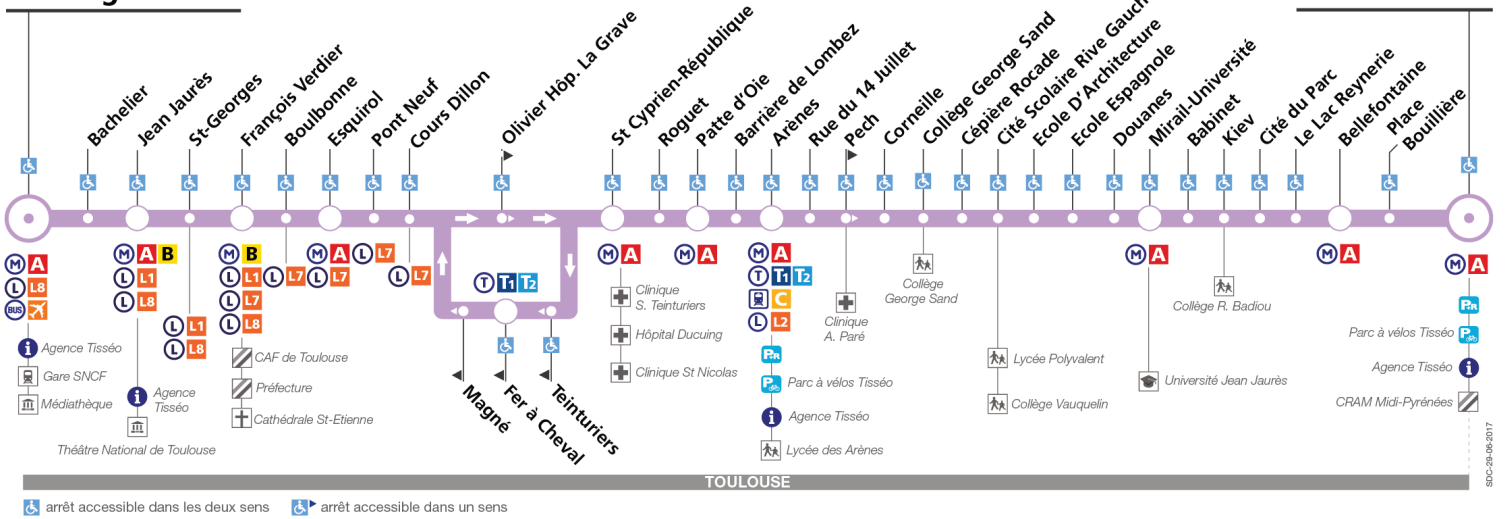 Bachelier
Jean Jaurès
St-Georges
François Verdier
Boulbonne
Esquirol
Pont Neuf
Cours Dillon
Olivier Hôp. La Grave
St Cyprien-République
Roguet
Patte d'Oie
Barrière de Lombez
Arènes
Rue du 14 Juillet
Pech
Corneille
Collège George Sand
Cépière Rocade
Cité Scolaire Rive Gauch
Ecole D'Architecture
Ecole Espagnole
Douanes
Mirail-Université
Babinet
Kiev
Cité du Parc
Le Lac Reynerie
Bellefontaine
Place
Bouillière
M A
L L8
BUS
i Agence Tisséo
Gare SNCF
Médiathèque
M A B
L L1
L L8
i Agence
Tisséo
Théâtre National de Toulouse
L L1
L L8
M B
L L1
L L7
L L8
CAF de Toulouse
Préfecture
Cathédrale St-Etienne
L L7
M A
L L7
L L7
L L7
T T1 T2
Magné
Fer à Cheval
Teinturiers
M A
Clinique
S. Teinturiers
Hôpital Ducuing
Clinique St Nicolas
M A
M A
T T1 T2
C
L L2
PR
P Parc à vélos Tisséo
i Agence Tisséo
Lycée des Arènes
Clinique
A. Paré
Collège
George Sand
Lycée Polyvalent
Collège Vauquelin
M A
Université Jean Jaurès
Collège R. Badiou
M A
M A
PR
Parc à vélos Tisséo P
Agence Tisséo i
CRAM Midi-Pyrénées
SDC-29-06-2017
TOULOUSE
arrêt accessible dans les deux sens
arrêt accessible dans un sens